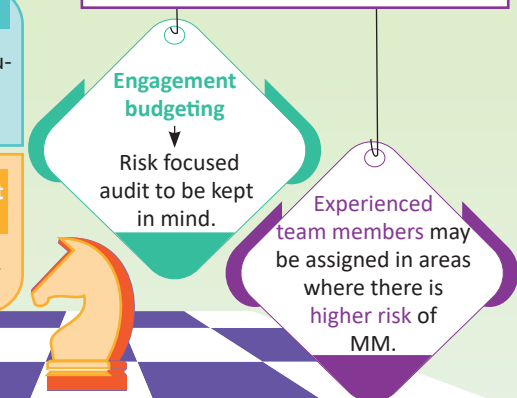 u-
t
Engagement
budgeting
Risk focused
audit to be kept
in mind.
Experienced
team members may
be assigned in areas
where there is
higher risk of
MM.